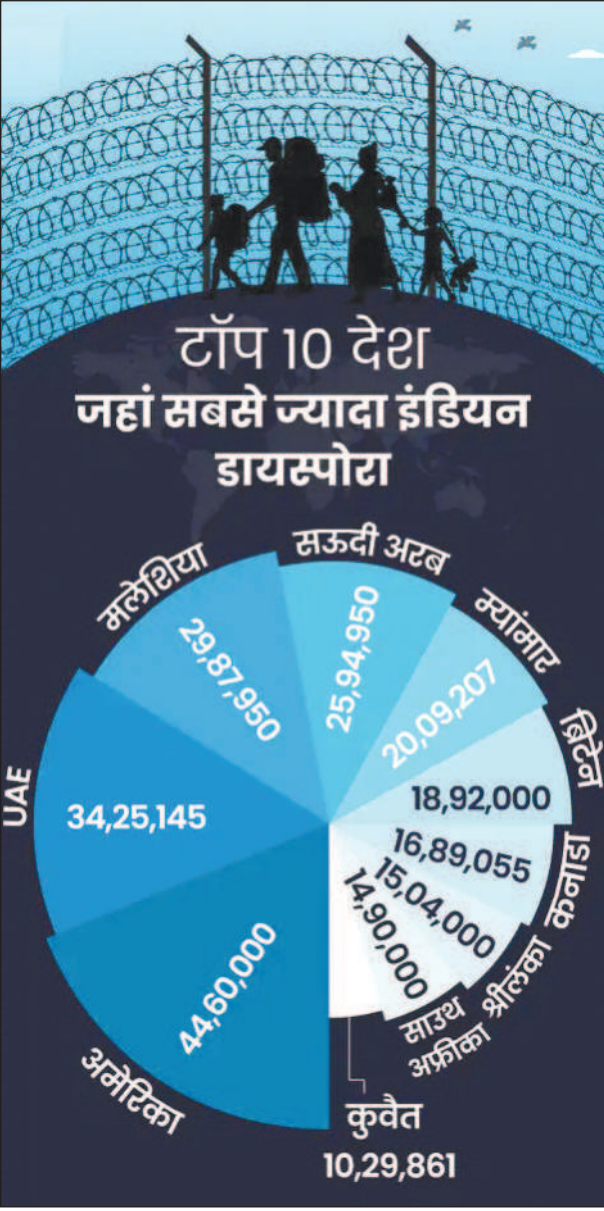 टॉप 10 देश
जहां सबसे ज्यादा इंडियन
डायस्पोरा
सऊदी अरब
25,94,950
म्यांमार
20,09,207
ब्रिटेन
18,92,000
कनाडा
16,89,055
श्रीलंका
15,04,000
साउथ
अफ्रीका
14,90,000
कुवैत
10,29,861
अमेरिका
44,60,000
UAE
34,25,145
मलेशिया
29,87,950